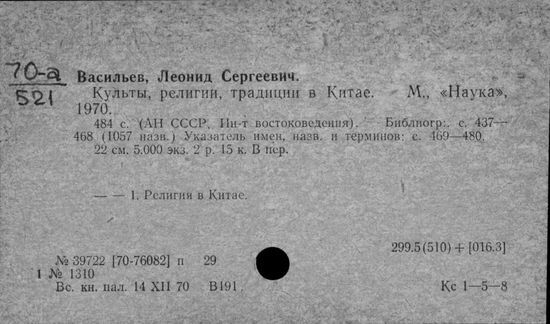 70-а
521
Васильев, Леонид Сергеевич.
Культы, религии, традиции в Китае. — М., «Наука»,
1970.
484 с. (АН СССР. Ин-т востоковедения). — Библиогр.: с. 437—
468 (1057 назв.) Указатель имен, назв. и терминов: с. 469—480.
22 см. 5.000 экз. 2 р. 15 к. В пер.
— — 1. Религия в Китае.
299.5(510) + [016.3]
№ 39722 [70-76082] п 29
1 № 1310
Вс. кн. пал. 14 XII 70 В191
Кс 1—5—8